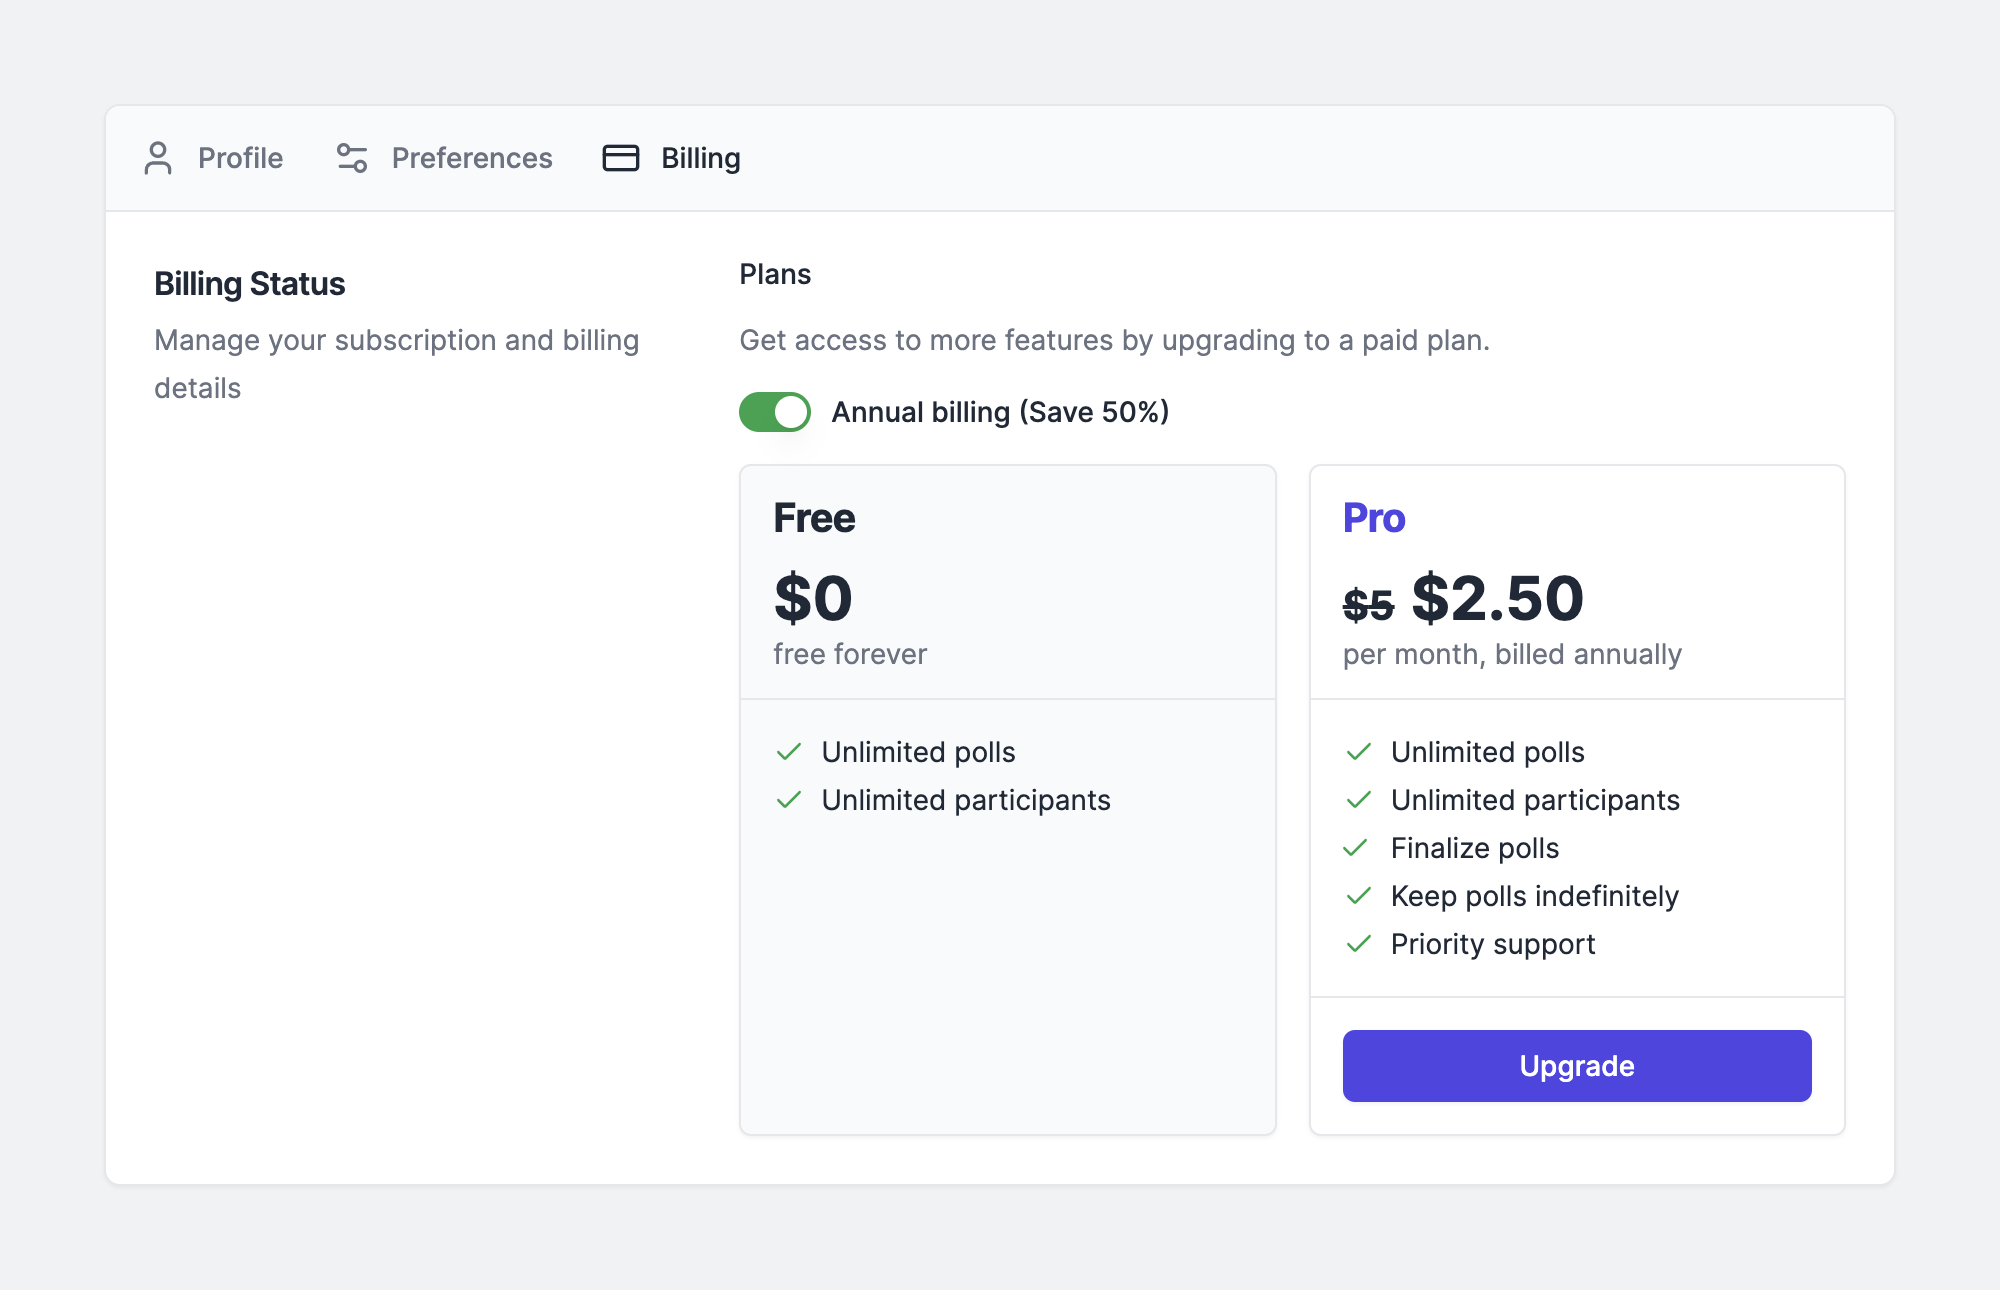 Profile
Preferences
Billing
Billing Status
Manage your subscription and billing
details
Plans
Get access to more features by upgrading to a paid plan.
Annual billing (Save 50%)
Free
$0
free forever
Unlimited polls
Unlimited participants
Pro
$5 $2.50
per month, billed annually
Unlimited polls
Unlimited participants
Finalize polls
Keep polls indefinitely
Priority support
Upgrade